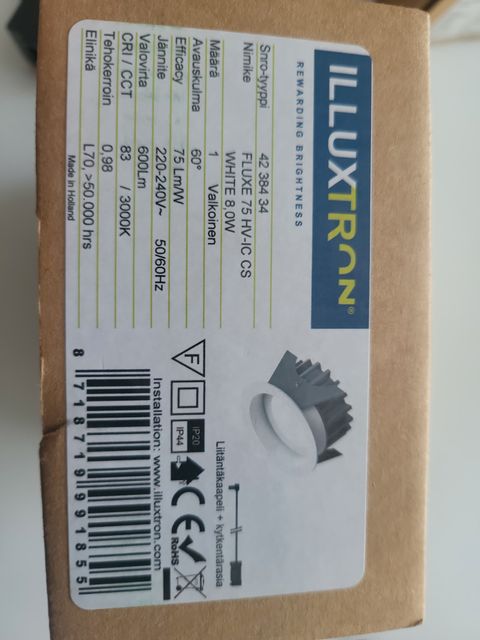 ILLUXTRON®
REWARDING BRIGHTNESS
Snro-tyyppi 42 384 34
Nimike FLUXE 75 HV-IC CS
WHITE 8,0W
Määrä 1 Valkoinen
Avauskulma 60°
Efficacy 75 Lm/W
Jännite 220-240V~ 50/60Hz
Valovirta 600Lm
CRI / CCT 83 / 3000K
Tehokerroin 0,98
Elinikä L70 >50.000 hrs
Made in Holland
Liitäntäkaapeli + kytkentärasia
F
IP20
IP44
CE
RoHS
Installation: www.illuxtron.com
8 718719 991855